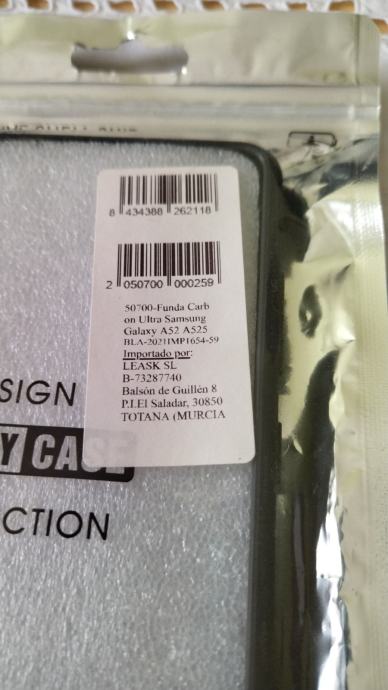 8 434388 262118
2 050700 000259
50700-Funda Carb
on Ultra Samsung
Galaxy A52 A525
BLA-2021IMP1654-59
Importado por:
LEASK SL
B-73287740
Balsón de Guillén 8
P.I.El Saladar, 30850
TOTANA (MURCIA
SIGN
Y CASE
CTION